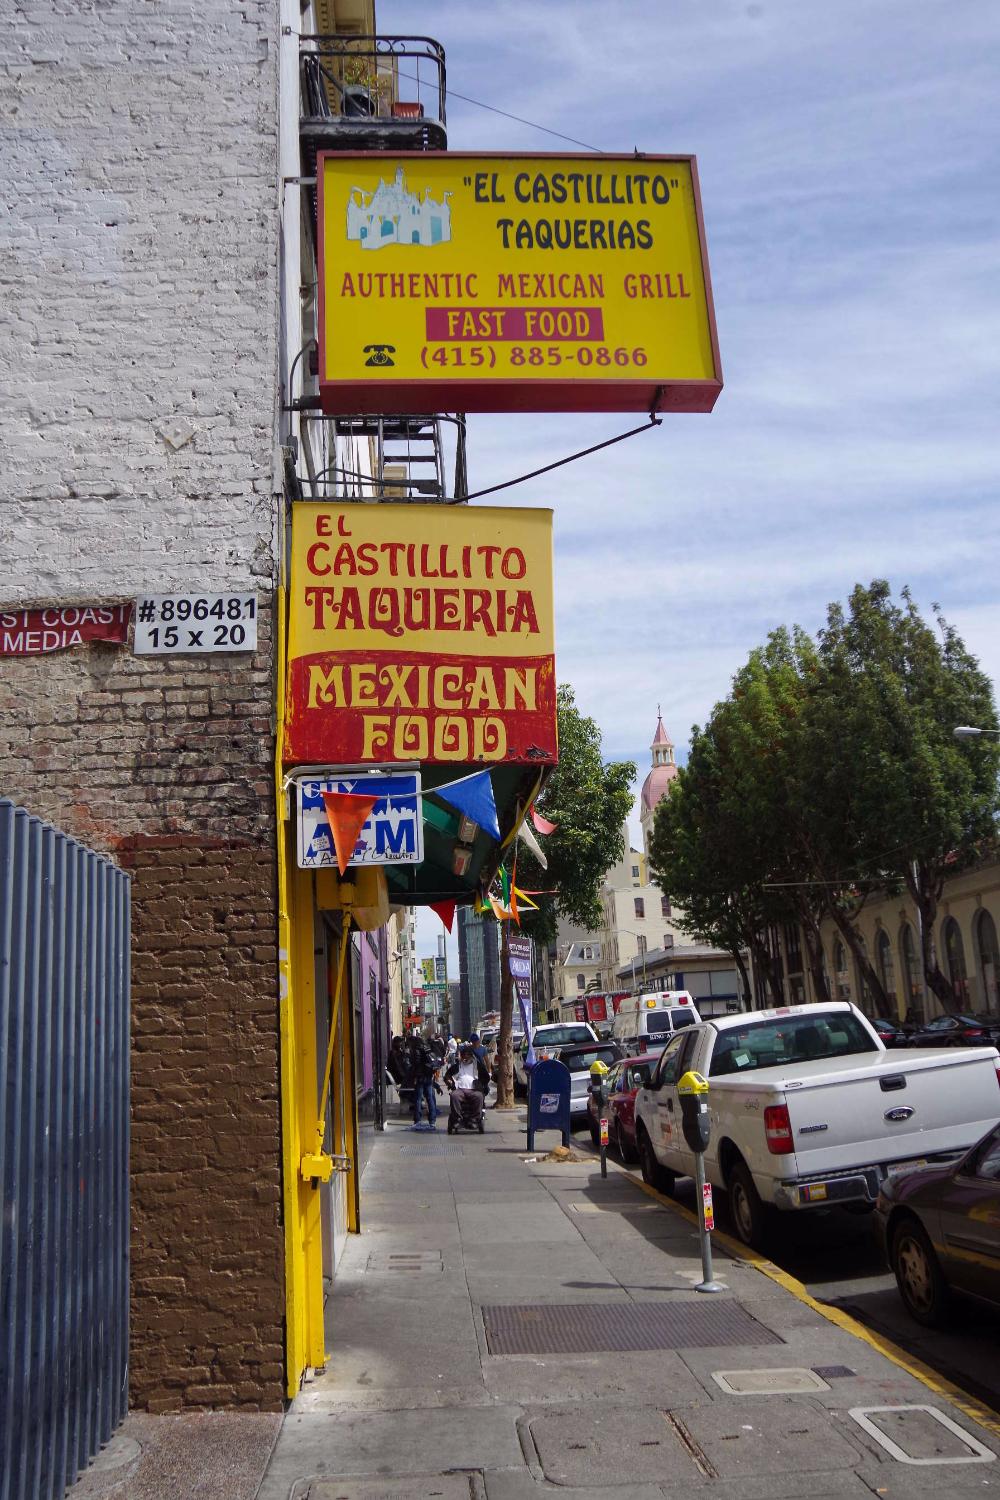 "EL CASTILLITO"
TAQUERIAS
AUTHENTIC MEXICAN GRILL
FAST FOOD
(415) 885-0866
EL
CASTILLITO
TAQUERIA
MEXICAN
FOOD
ST COAST
MEDIA
#896481
15 x 20
CITY
ATM
Ford